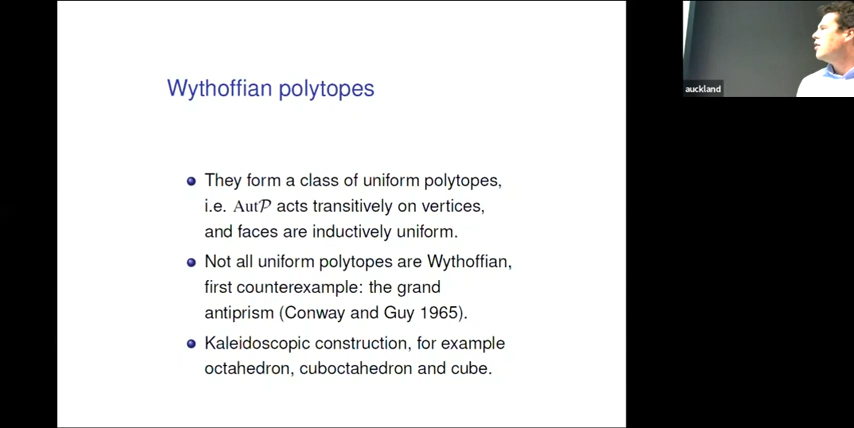 Wythoffian polytopes
They form a class of uniform polytopes,
i.e. Aut𝒫 acts transitively on vertices,
and faces are inductively uniform.
Not all uniform polytopes are Wythoffian,
first counterexample: the grand
antiprism (Conway and Guy 1965).
Kaleidoscopic construction, for example
octahedron, cuboctahedron and cube.
auckland